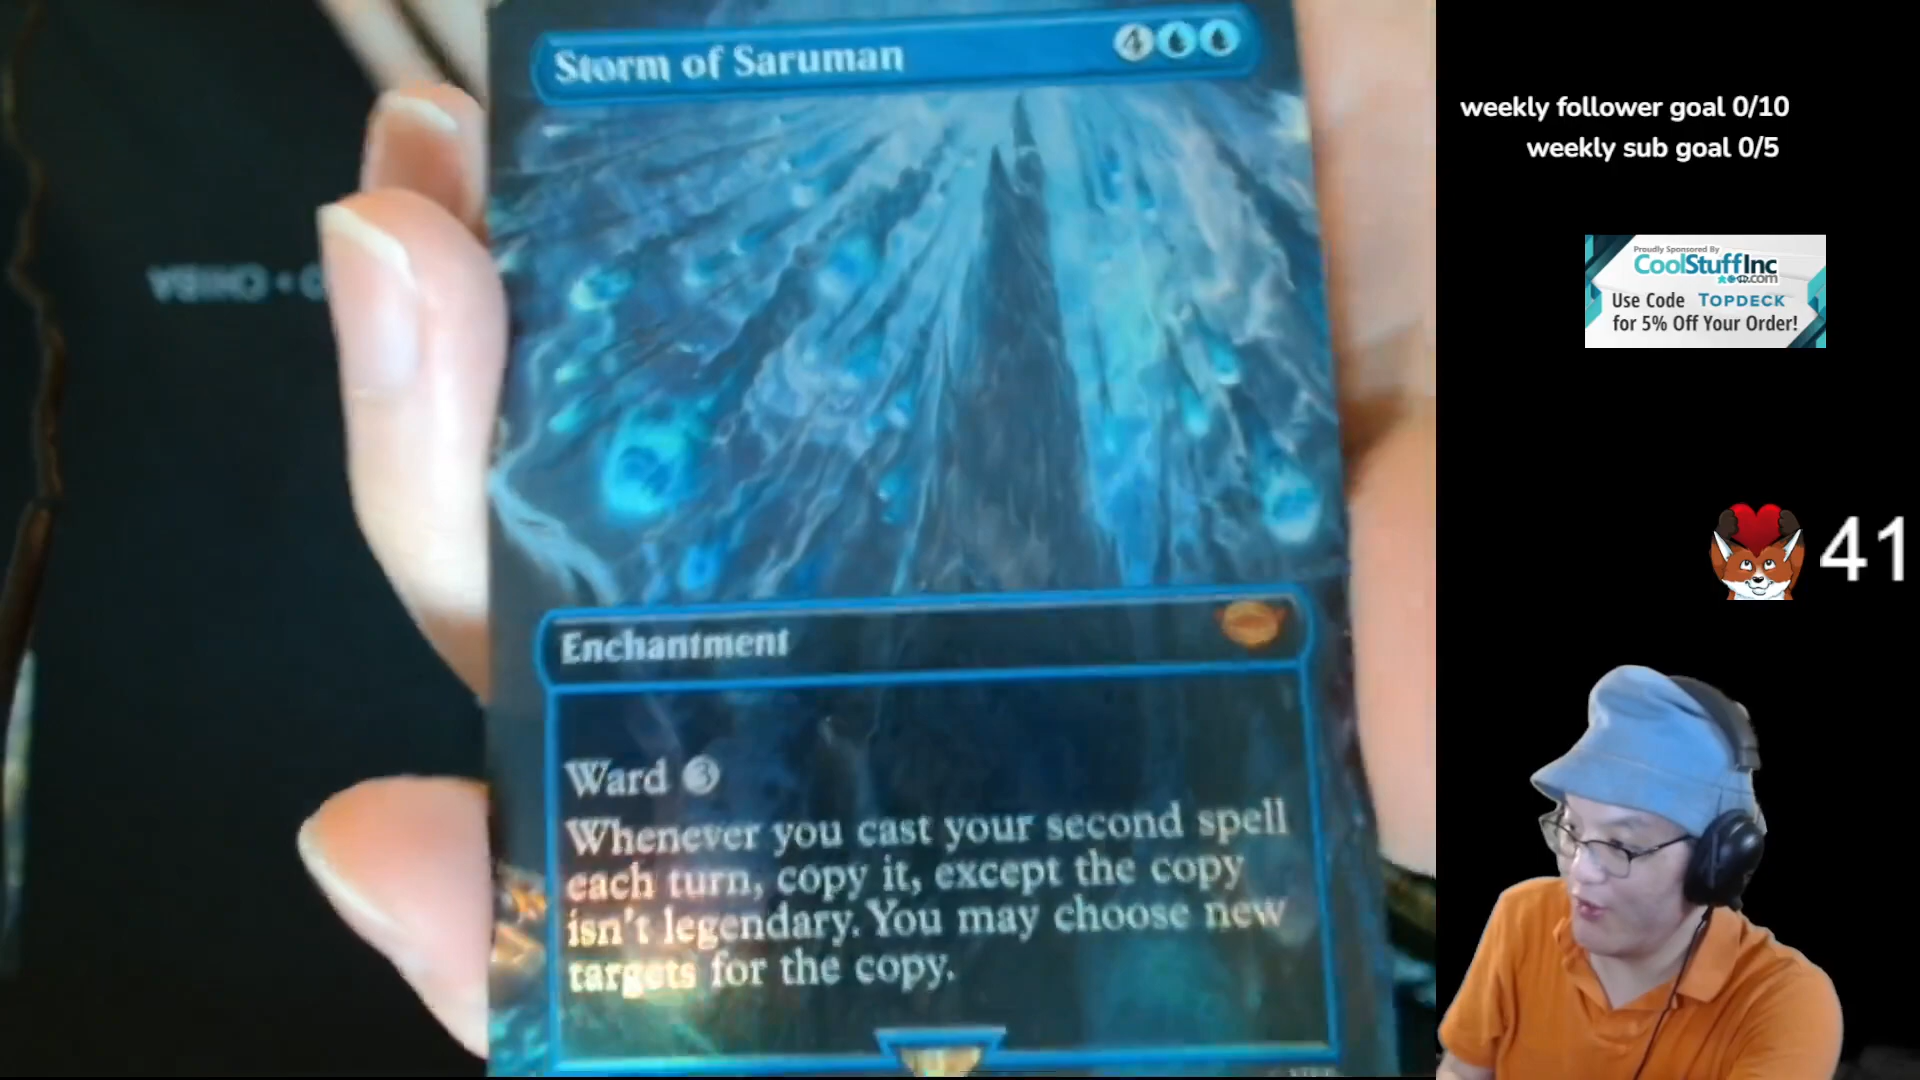 Storm of Saruman 4
Enchantment
Ward 3
Whenever you cast your second spell
each turn, copy it, except the copy
isn't legendary. You may choose new
targets for the copy.
weekly follower goal 0/10
weekly sub goal 0/5
Proudly Sponsored By
CoolStuffInc
.com
Use Code TOPDECK
for 5% Off Your Order!
41